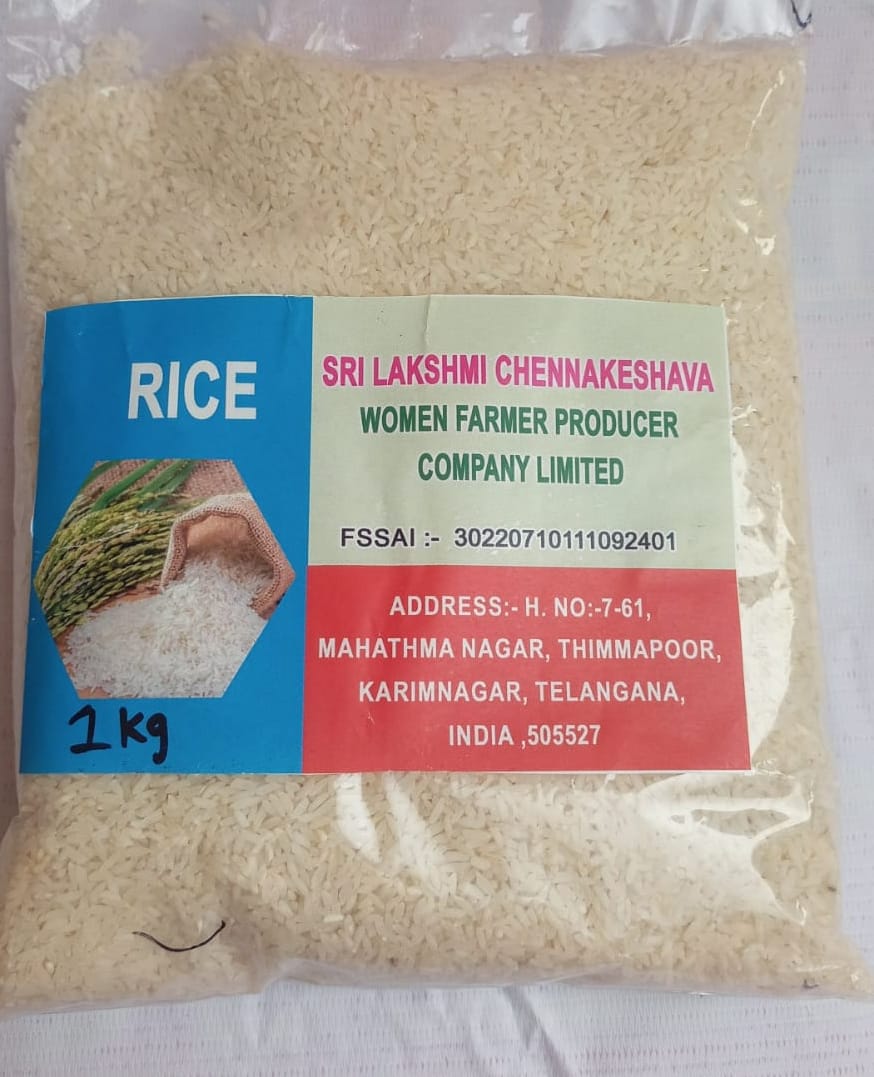 RICE
1 kg
SRI LAKSHMI CHENNAKESHAVA
WOMEN FARMER PRODUCER
COMPANY LIMITED
FSSAI :- 30220710111092401
ADDRESS:- H. NO:-7-61,
MAHATHMA NAGAR, THIMMAPOOR,
KARIMNAGAR, TELANGANA,
INDIA ,505527